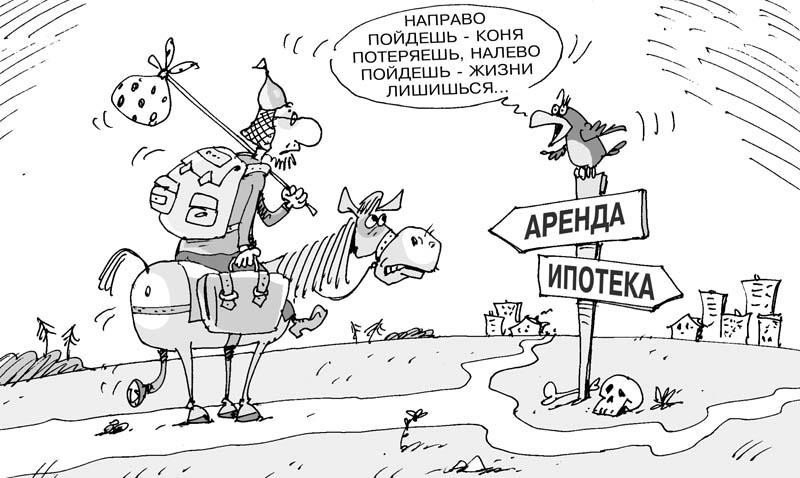 НАПРАВО
ПОЙДЕШЬ - КОНЯ
ПОТЕРЯЕШЬ, НАЛЕВО
ПОЙДЕШЬ - ЖИЗНИ
ЛИШИШЬСЯ...
АРЕНДА
ИПОТЕКА